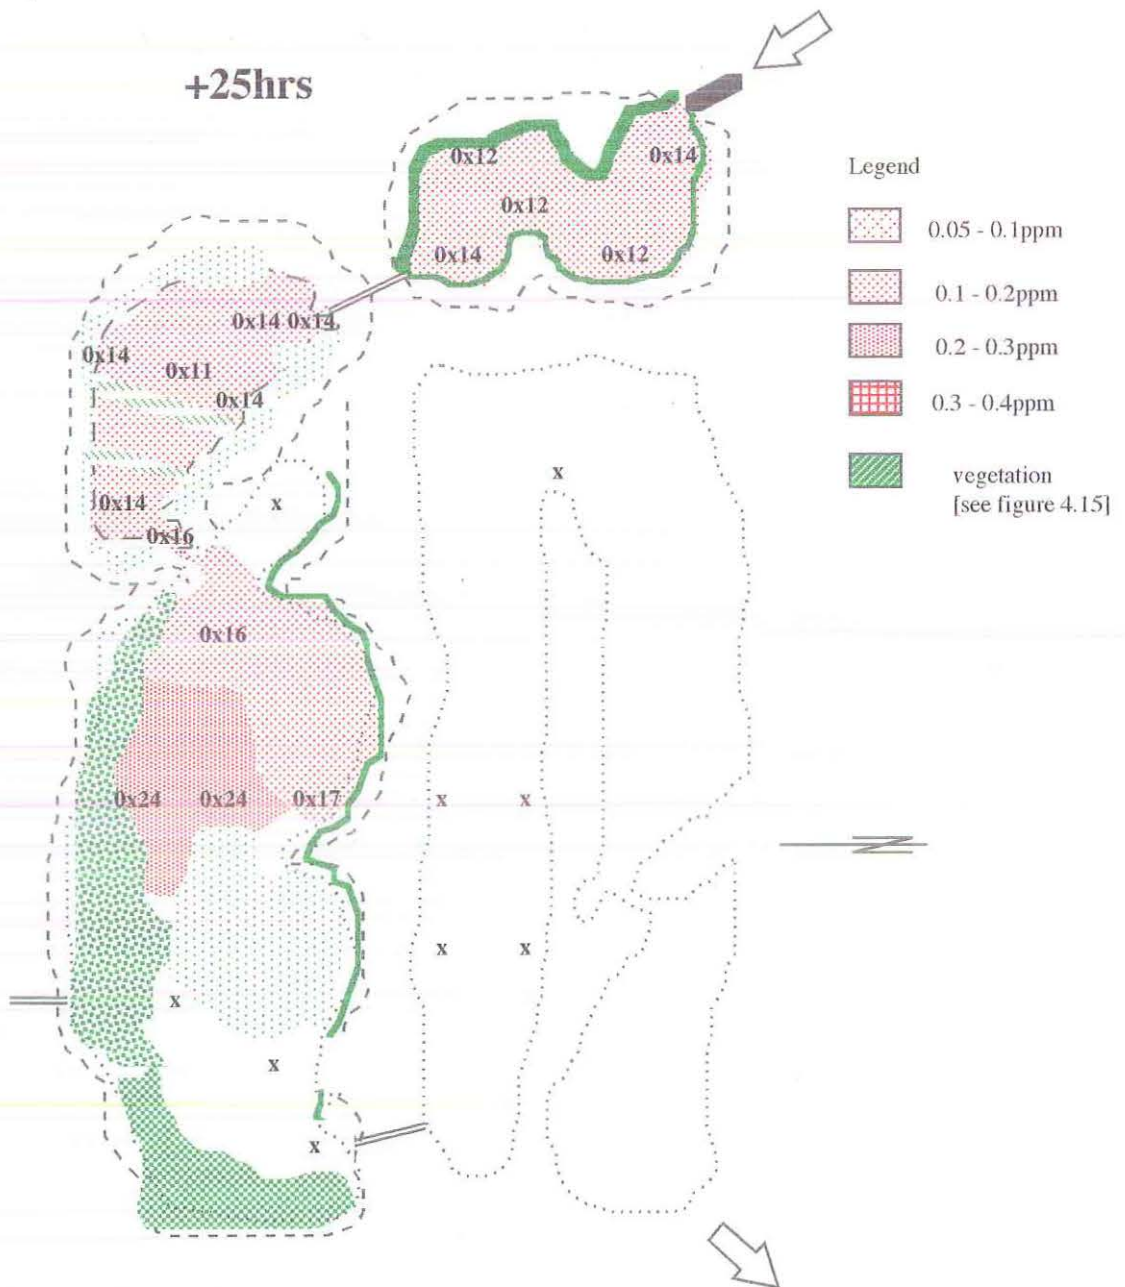 +25hrs
0x12
0x14
0x12
0x14
0x12
Legend
0.05 - 0.1ppm
0.1 - 0.2ppm
0.2 - 0.3ppm
0.3 - 0.4ppm
vegetation
[see figure 4.15]
0x14 0x14
0x14
0x11
0x14
x
0x14
x
0x16
0x16
0x24 0x24 0x17 x x
x x
x
x
x